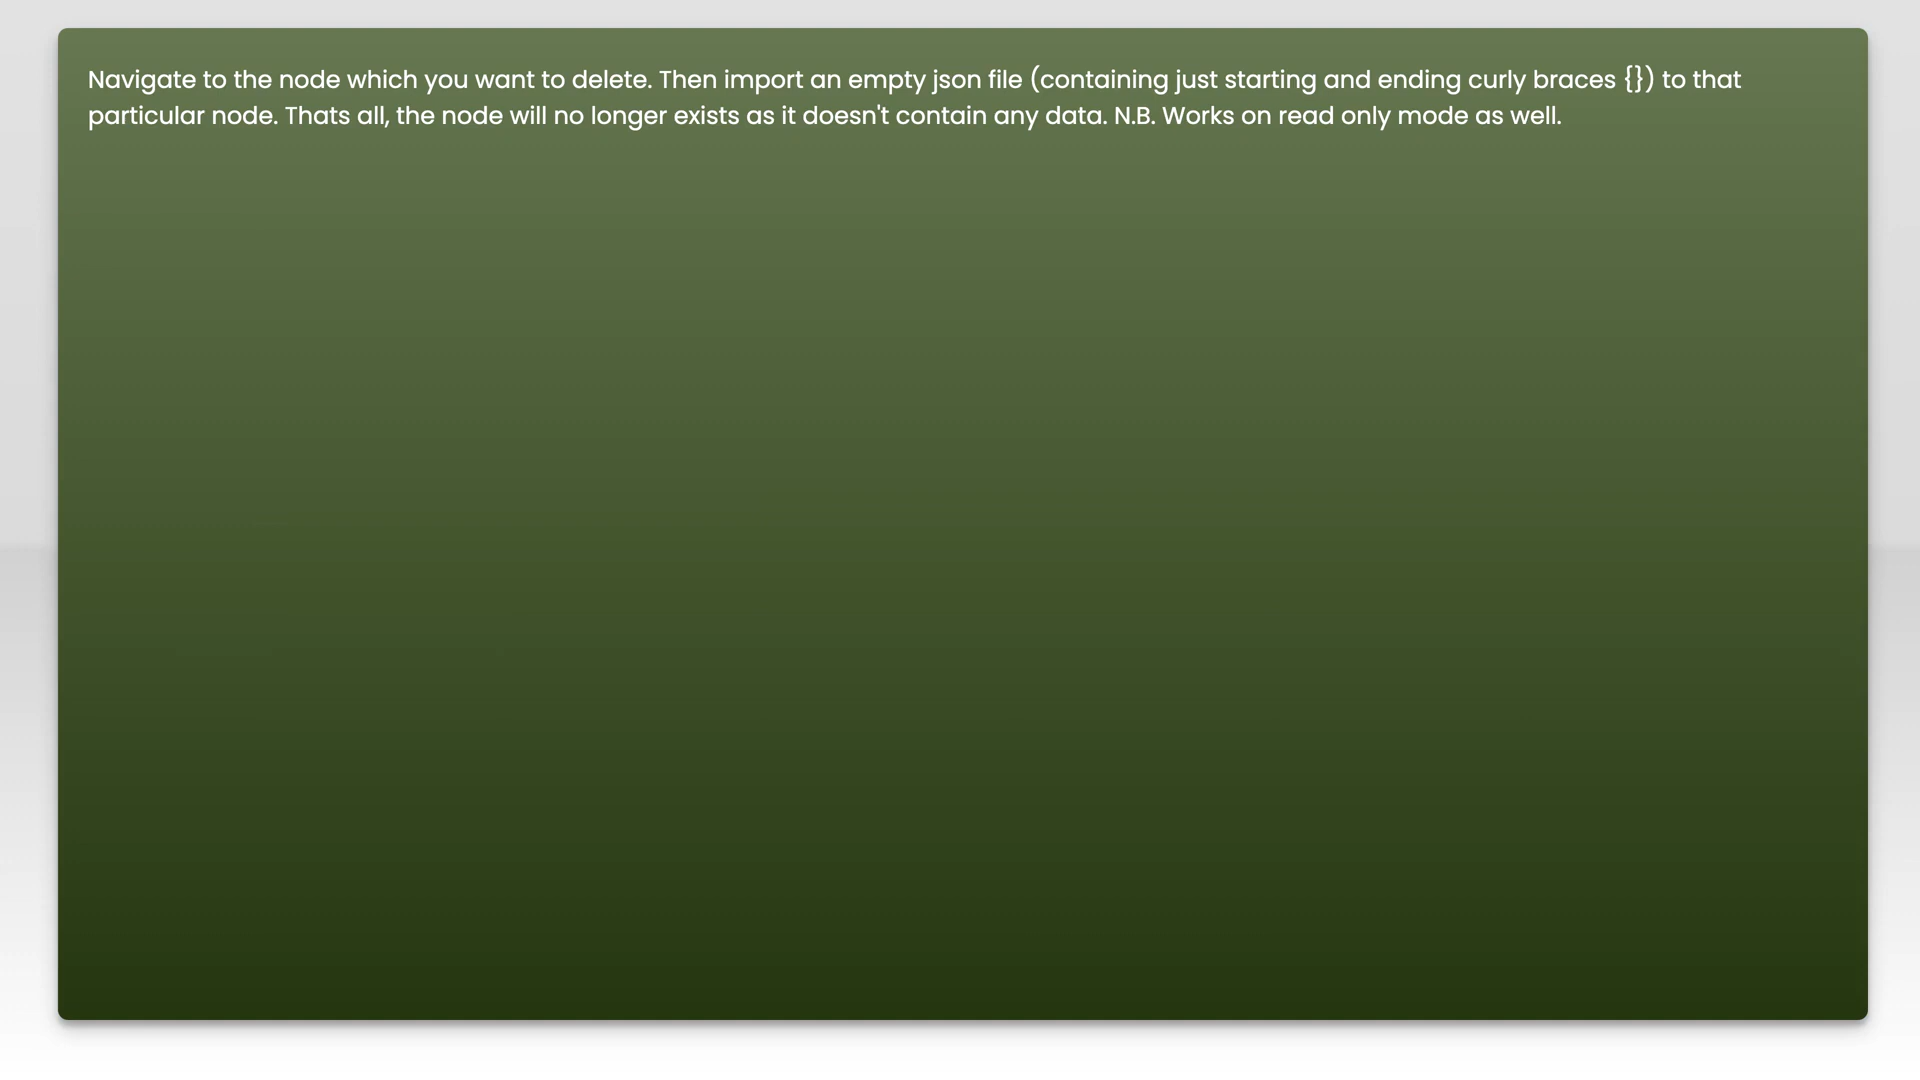 Navigate to the node which you want to delete. Then import an empty json file (containing just starting and ending curly braces {}) to that
particular node. Thats all, the node will no longer exists as it doesn't contain any data. N.B. Works on read only mode as well.